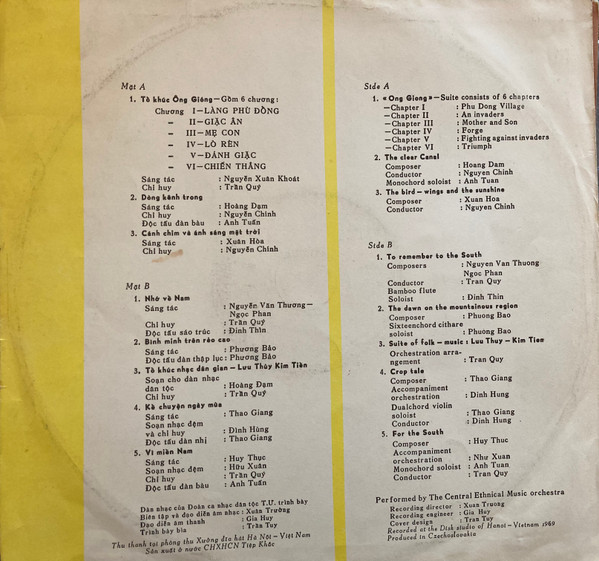 Mặt A
1. Tổ khúc Ông Gióng — Gồm 6 chương:
Chương I — LÀNG PHÙ ĐỔNG
— II — GIẶC ÂN
— III — MẸ CON
— IV — LÒ RÈN
— V — ĐÁNH GIẶC
— VI — CHIẾN THẮNG
Sáng tác : Nguyễn Xuân Khoát
Chỉ huy : Trần Quý
2. Dòng kênh trong
Sáng tác : Hoàng Đạm
Chỉ huy : Nguyễn Chính
Độc tấu đàn bầu : Anh Tuấn
3. Cánh chim và ánh sáng mặt trời
Sáng tác : Xuân Hòa
Chỉ huy : Nguyễn Chính
Mặt B
1. Nhớ về Nam
Sáng tác : Nguyễn Văn Thương —
Ngọc Phan
Chỉ huy : Trần Quý
Độc tấu sáo trúc : Đinh Thìn
2. Bình minh trên rẻo cao
Sáng tác : Phương Bảo
Độc tấu đàn thập lục : Phương Bảo
3. Tổ khúc nhạc dân gian — Lưu Thủy Kim Tiền
Soạn cho dàn nhạc
dân tộc : Hoàng Đạm
Chỉ huy : Trần Quý
4. Kể chuyện ngày mùa
Sáng tác : Thao Giang
Soạn nhạc đệm
và chỉ huy : Đình Hùng
Độc tấu đàn nhị : Thao Giang
5. Vì miền Nam
Sáng tác : Huy Thục
Soạn nhạc đệm : Hữu Xuân
Chỉ huy : Trần Quý
Độc tấu đàn bầu : Anh Tuấn
Dàn nhạc của Đoàn ca nhạc dân tộc T.Ư. trình bày
Biên tập và đạo diễn âm nhạc : Xuân Trường
Đạo diễn âm thanh : Gia Huy
Trình bày bìa : Trần Tuy
Thu thanh tại phòng thu Xưởng đĩa hát Hà Nội — Việt Nam
Sản xuất ở nước CHXHCN Tiệp Khắc
Side A
1. «Ong Giong» — Suite consists of 6 chapters
— Chapter I : Phu Dong Village
— Chapter II : An invaders
— Chapter III : Mother and Son
— Chapter IV : Forge
— Chapter V : Fighting against invaders
— Chapter VI : Triumph
2. The clear Canal
Composer : Hoang Dam
Conductor : Nguyen Chinh
Monochord soloist : Anh Tuan
3. The bird — wings and the sunshine
Composer : Xuan Hoa
Conductor : Nguyen Chinh
Side B
1. To remember to the South
Composers : Nguyen Van Thuong
Ngoc Phan
Conductor : Tran Quy
Bamboo flute
Soloist : Dinh Thin
2. The dawn on the mountainous region
Composer : Phuong Bao
Sixteenchord cithare
soloist : Phuong Bao
3. Suite of folk — music : Luu Thuy — Kim Tien
Orchestration arra-
ngement : Tran Quy
4. Crop tale
Composer : Thao Giang
Accompaniment
orchestration : Dinh Hung
Dualchord violin
soloist : Thao Giang
Conductor : Dinh Hung
5. For the South
Composer : Huy Thuc
Accompaniment
orchestration : Như Xuan
Monochord soloist : Anh Tuan
Conductor : Tran Quy
Performed by The Central Ethnical Music orchestra
Recording director : Xuan Truong
Recording engineer : Gia Huy
Cover design : Tran Tuy
Recorded at the Disk studio of Hanoi — Vietnam 1980
Produced in Czechoslovakia